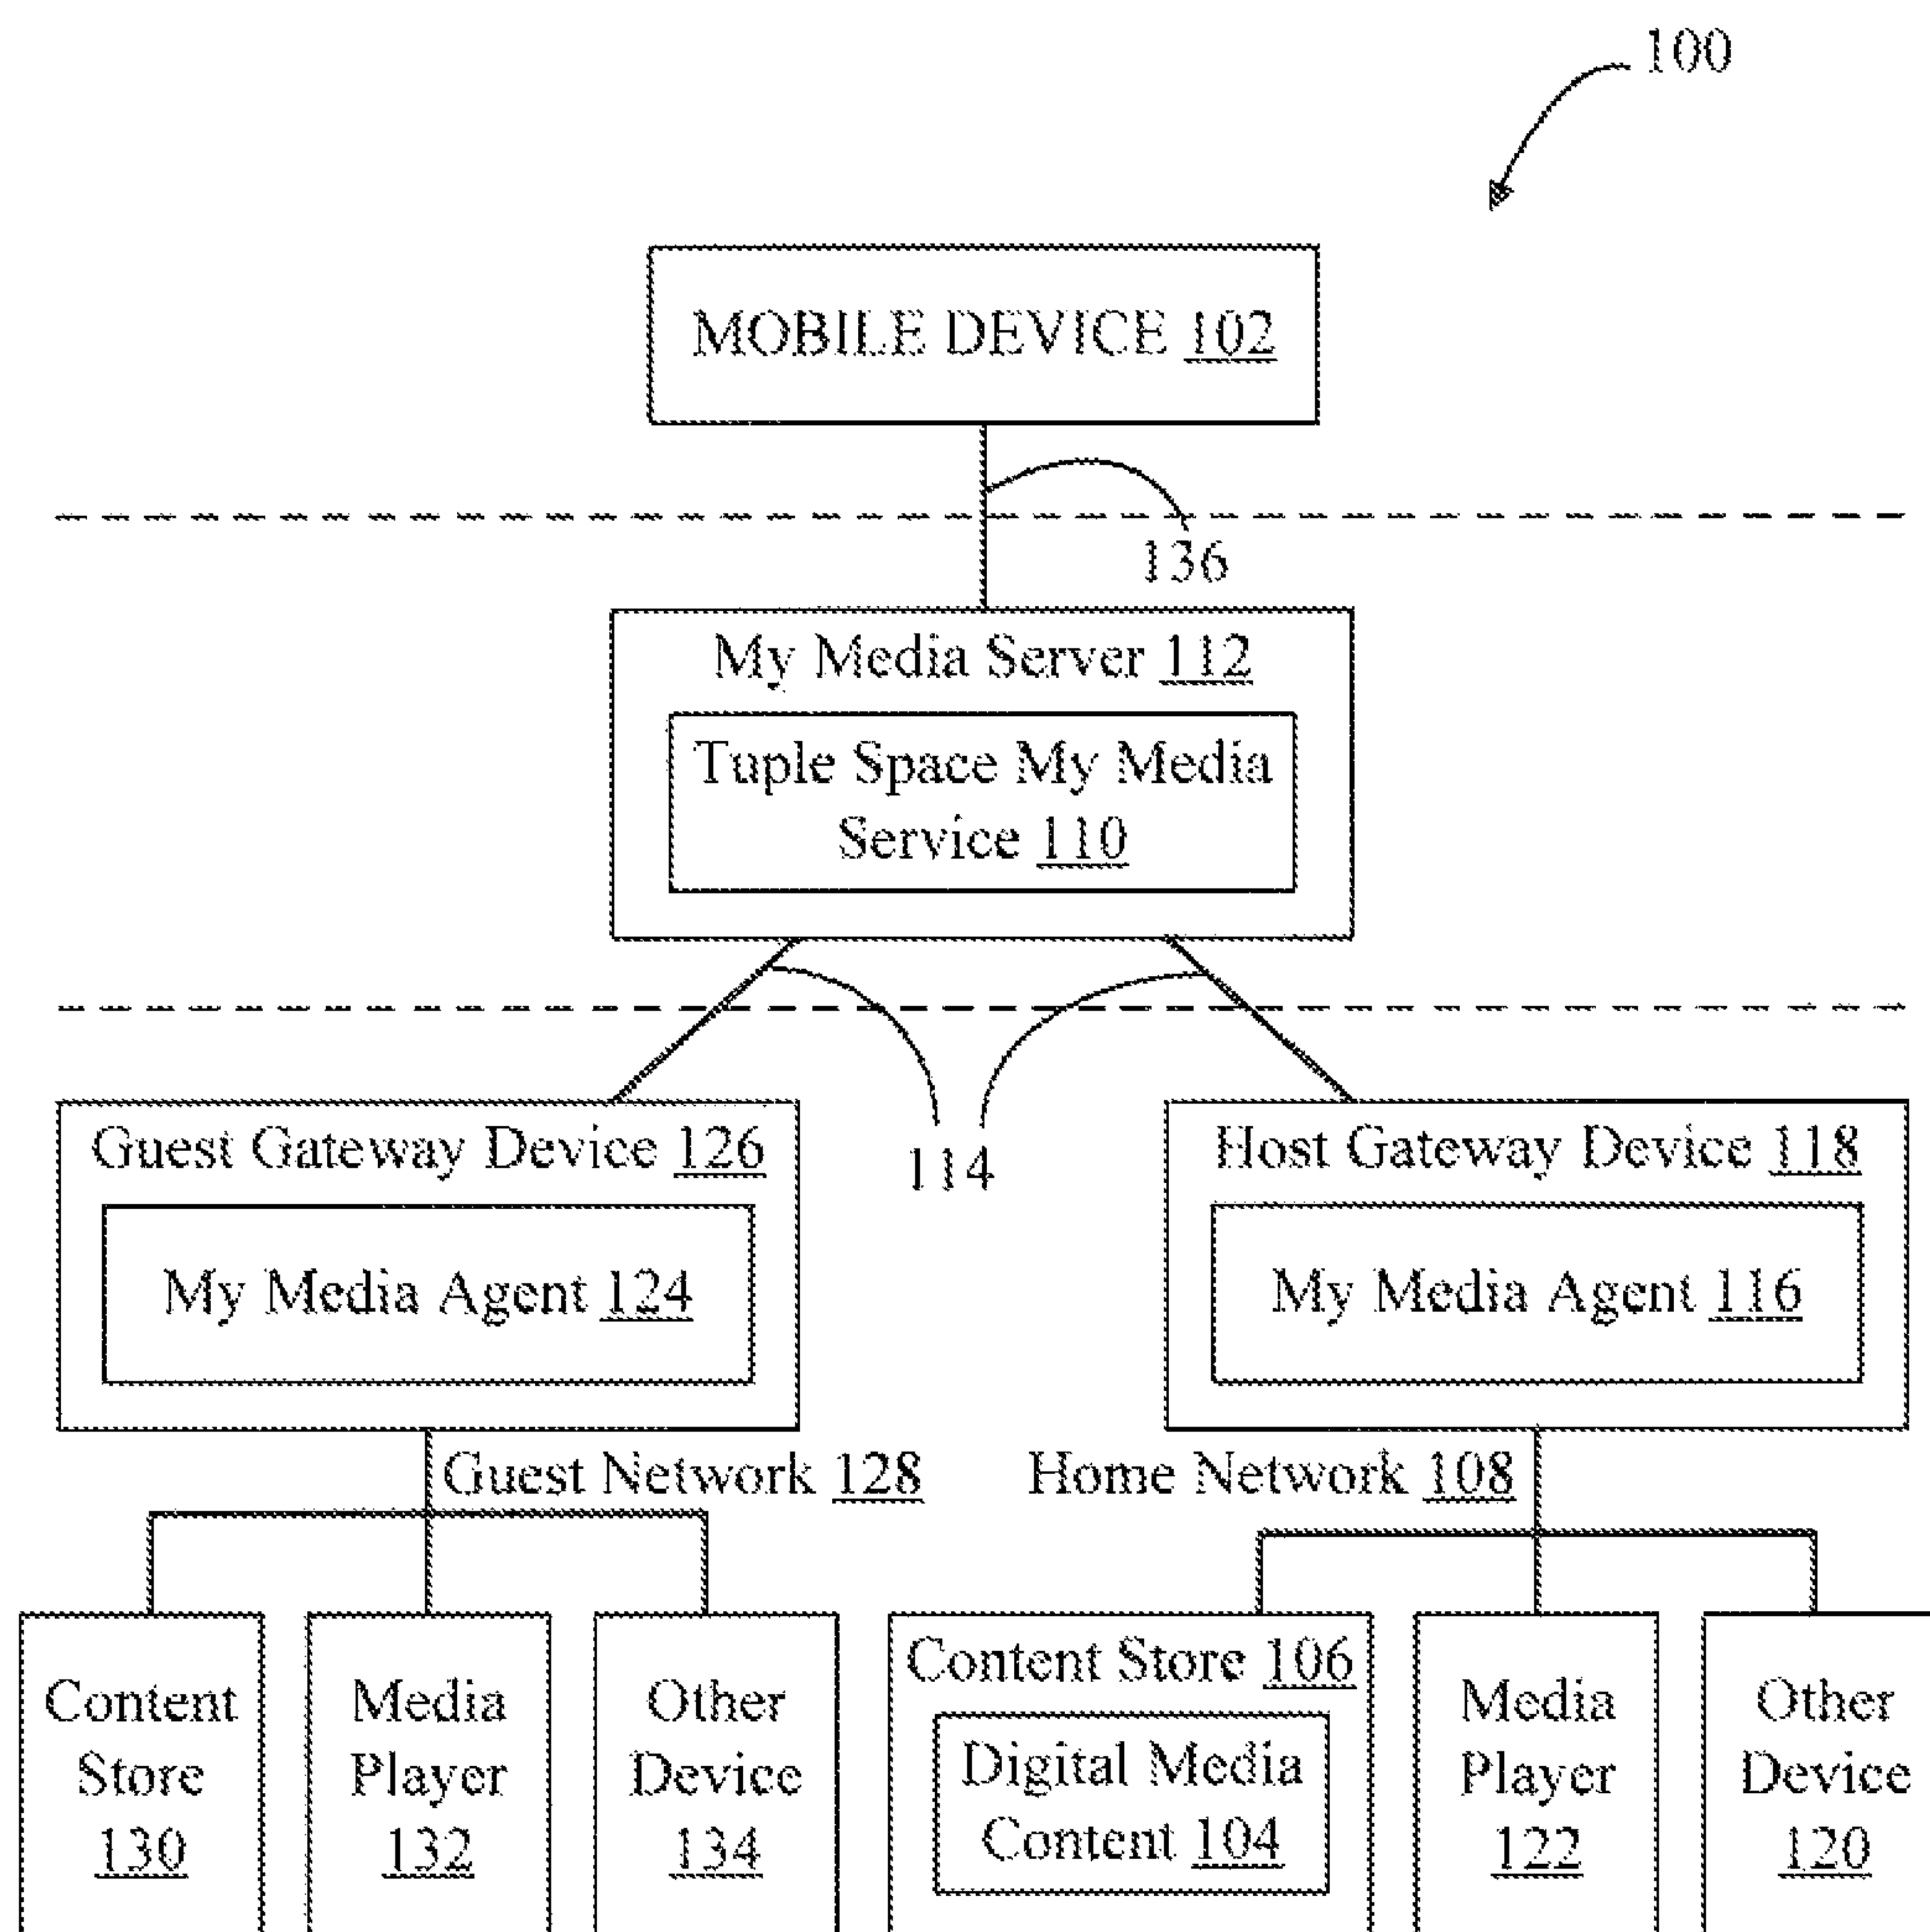 100
MOBILE DEVICE 102
136
My Media Server 112
Tuple Space My Media
Service 110
Guest Gateway Device 126
114
Host Gateway Device 118
My Media Agent 124
My Media Agent 116
Guest Network 128
Home Network 108
Content
Store
130
Media
Player
132
Other
Device
134
Content Store 106
Digital Media
Content 104
Media
Player
122
Other
Device
120